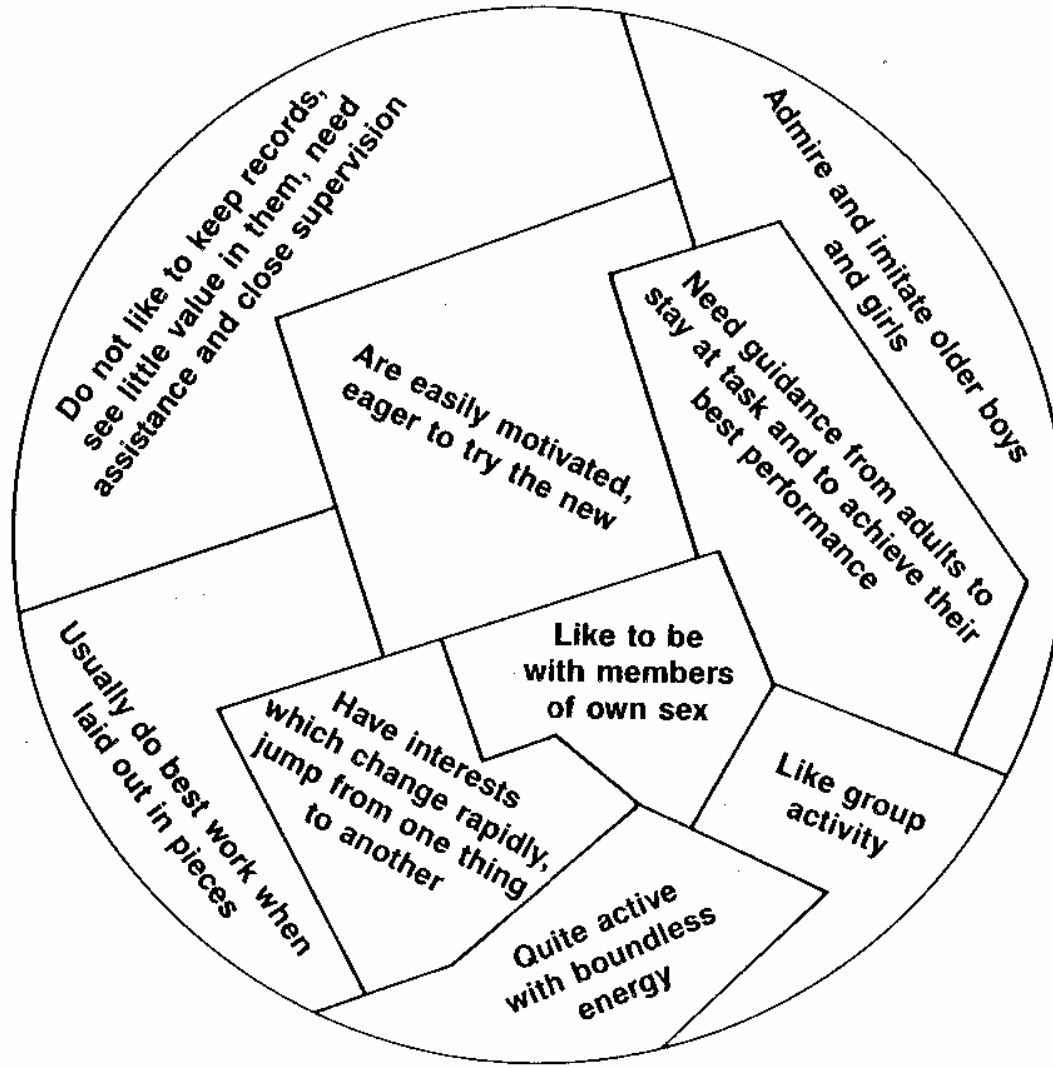 Do not like to keep records,
see little value in them, need
assistance and close supervision
Admire and imitate older boys
and girls
Are easily motivated,
eager to try the new
Need guidance from adults to
stay at task and to achieve their
best performance
Like to be
with members
of own sex
Usually do best work when
laid out in pieces
Have interests
which change rapidly,
jump from one thing
to another
Like group
activity
Quite active
with boundless
energy